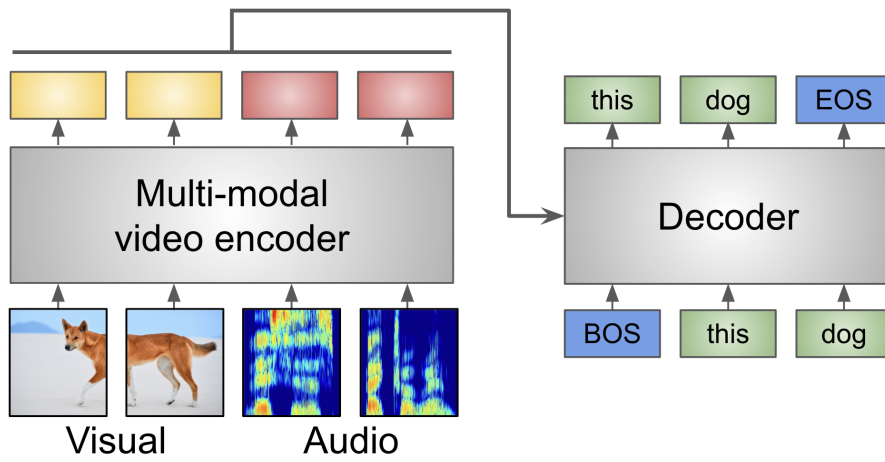 this dog EOS
Multi-modal
video encoder
Decoder
BOS this dog
Visual Audio